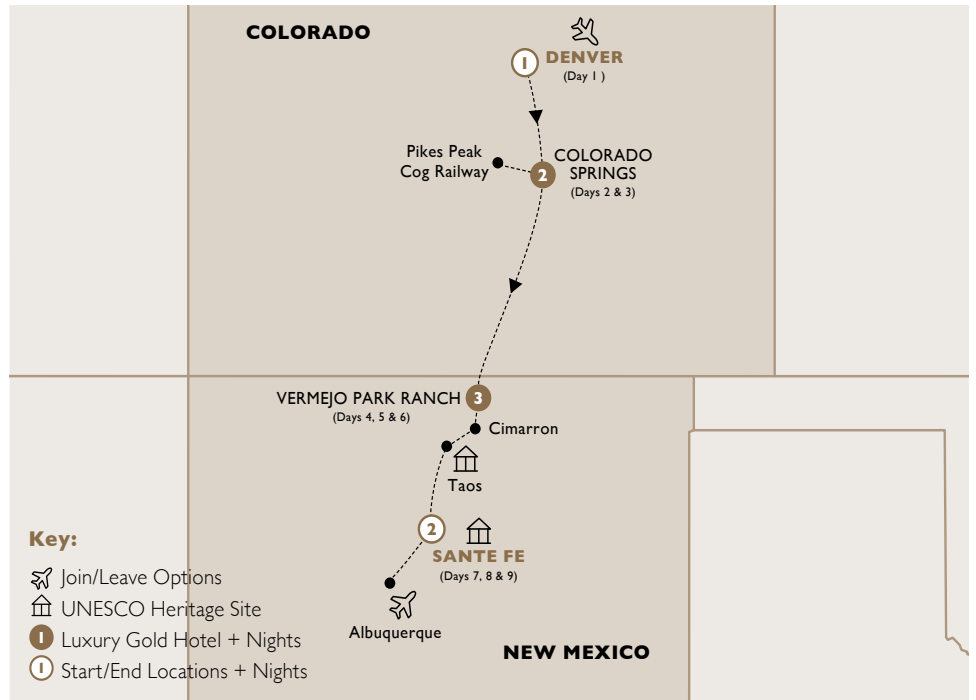 COLORADO
1
DENVER
(Day 1 )
Pikes Peak
Cog Railway
2
COLORADO
SPRINGS
(Days 2 & 3)
VERMEJO PARK RANCH
(Days 4, 5 & 6)
3
Cimarron
Taos
2
SANTE FE
(Days 7, 8 & 9)
Albuquerque
NEW MEXICO
Key:
Join/Leave Options
UNESCO Heritage Site
1 Luxury Gold Hotel + Nights
1 Start/End Locations + Nights